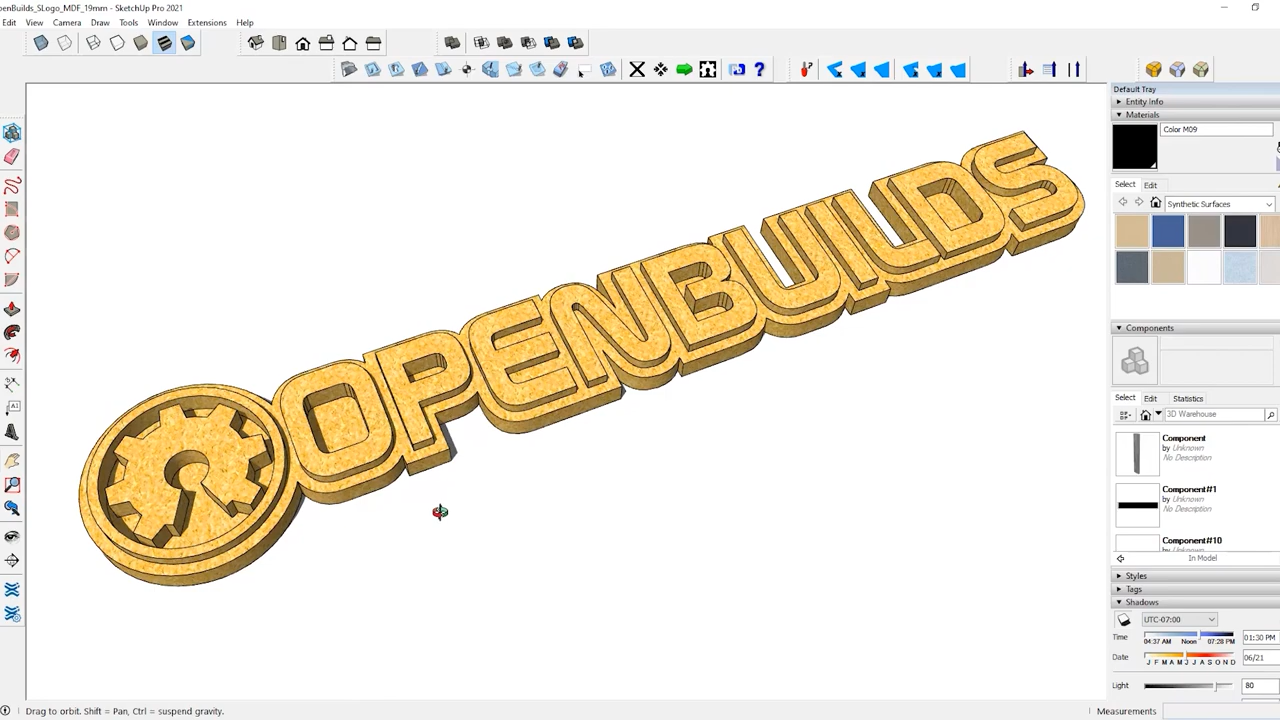 penBuilds_SLogo_MDF_19mm - SketchUp Pro 2021
Edit View Camera Draw Tools Window Extensions Help
Default Tray
Entity Info
Materials
Color M09
Select Edit
Synthetic Surfaces
OPENBUILDS
Components
Select Edit Statistics
3D Warehouse
Component
by Unknown
No Description
Component#1
by Unknown
No Description
Component#10
by Unknown
In Model
Styles
Tags
Shadows
UTC-07:00
Time 01:30 PM
04:37 AM Noon 07:28 PM
Date 06/21
J F M A M J J A S O N D
Light 80
A1
Drag to orbit. Shift = Pan, Ctrl = suspend gravity.
Measurements